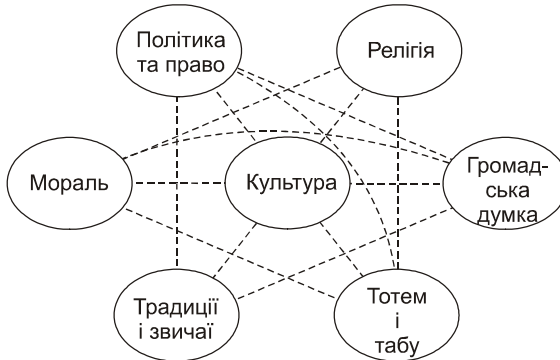 Політика
та право
Релігія
Мораль
Культура
Громад-
ська
думка
Традиції
і звичаї
Тотем
і
табу